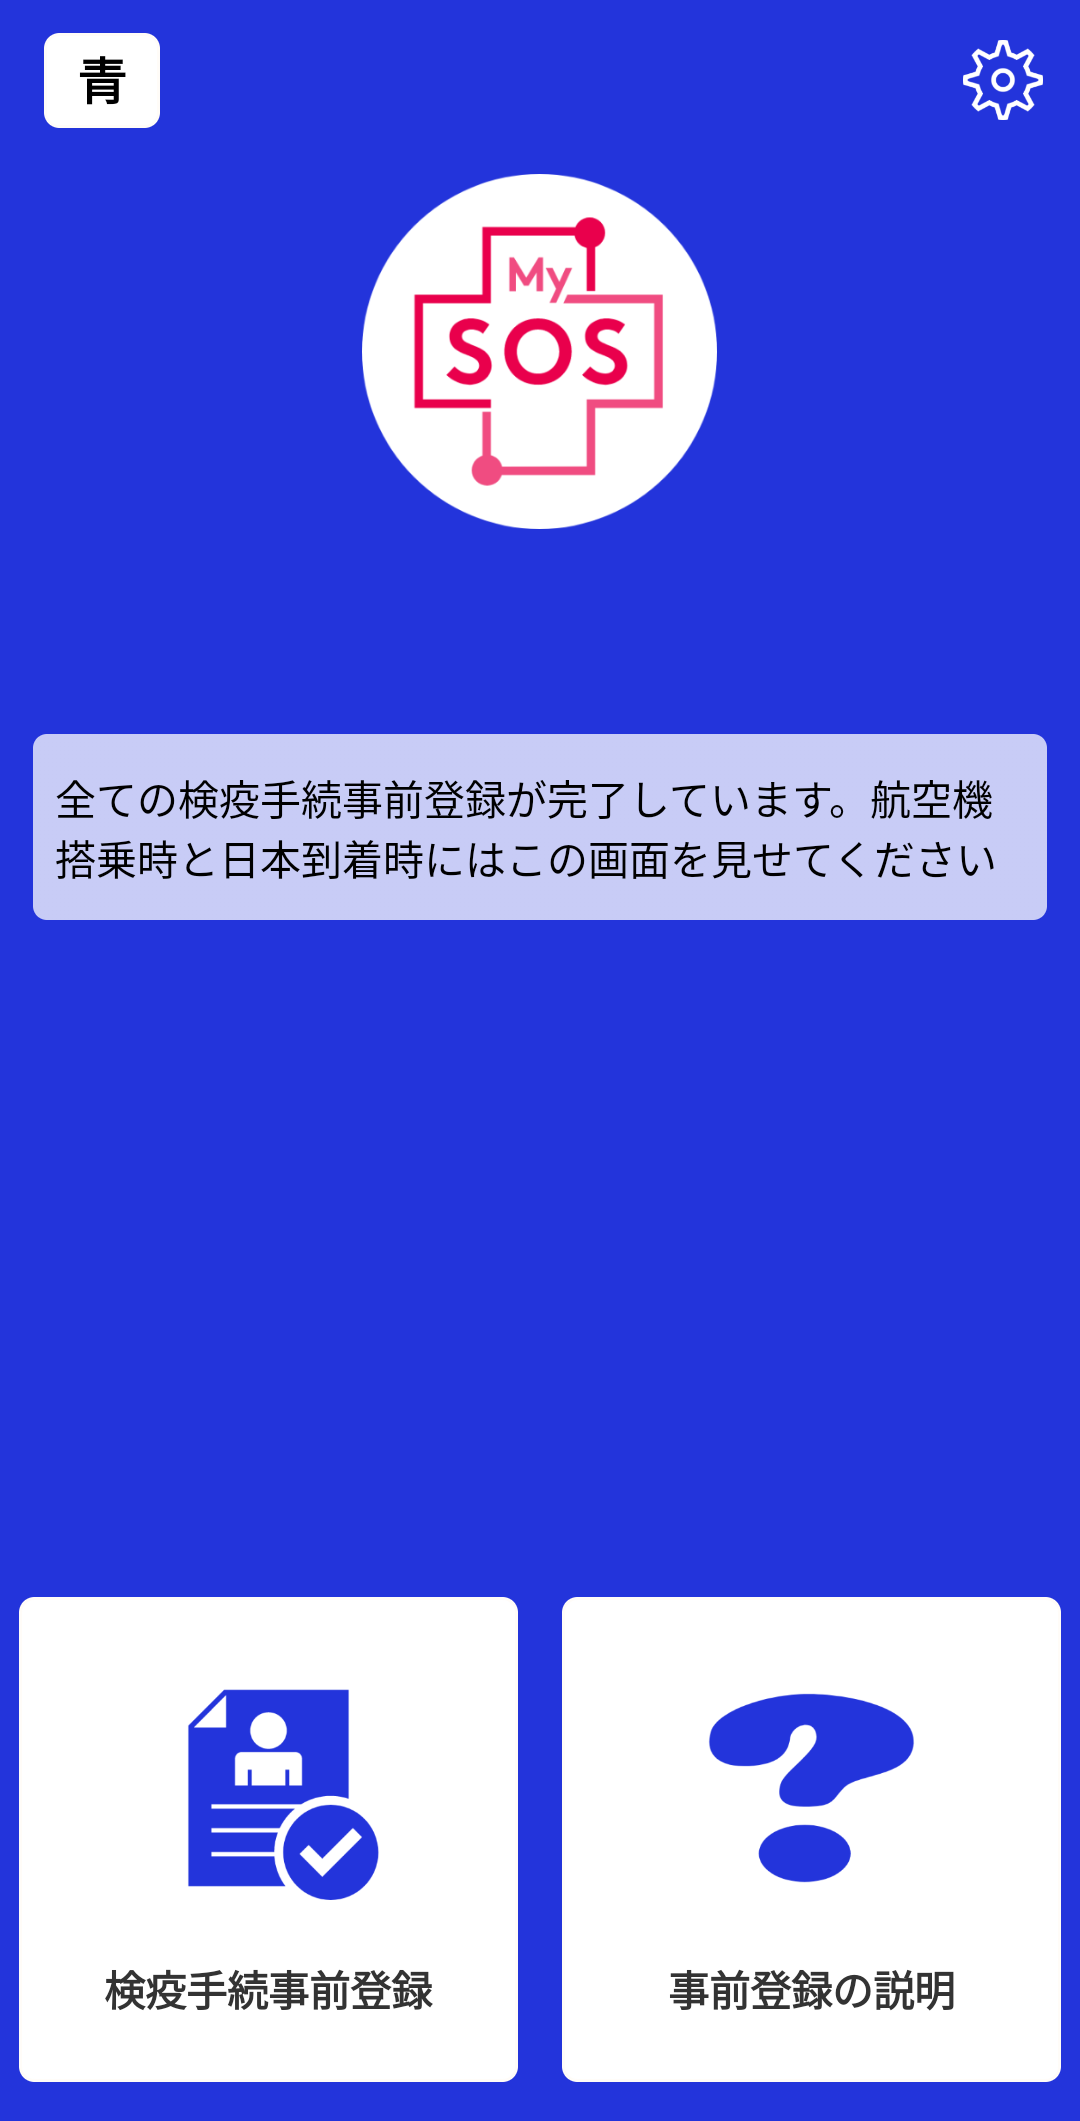 青
My
SOS
全ての検疫手続事前登録が完了しています。航空機
搭乗時と日本到着時にはこの画面を見せてください
検疫手続事前登録
事前登録の説明